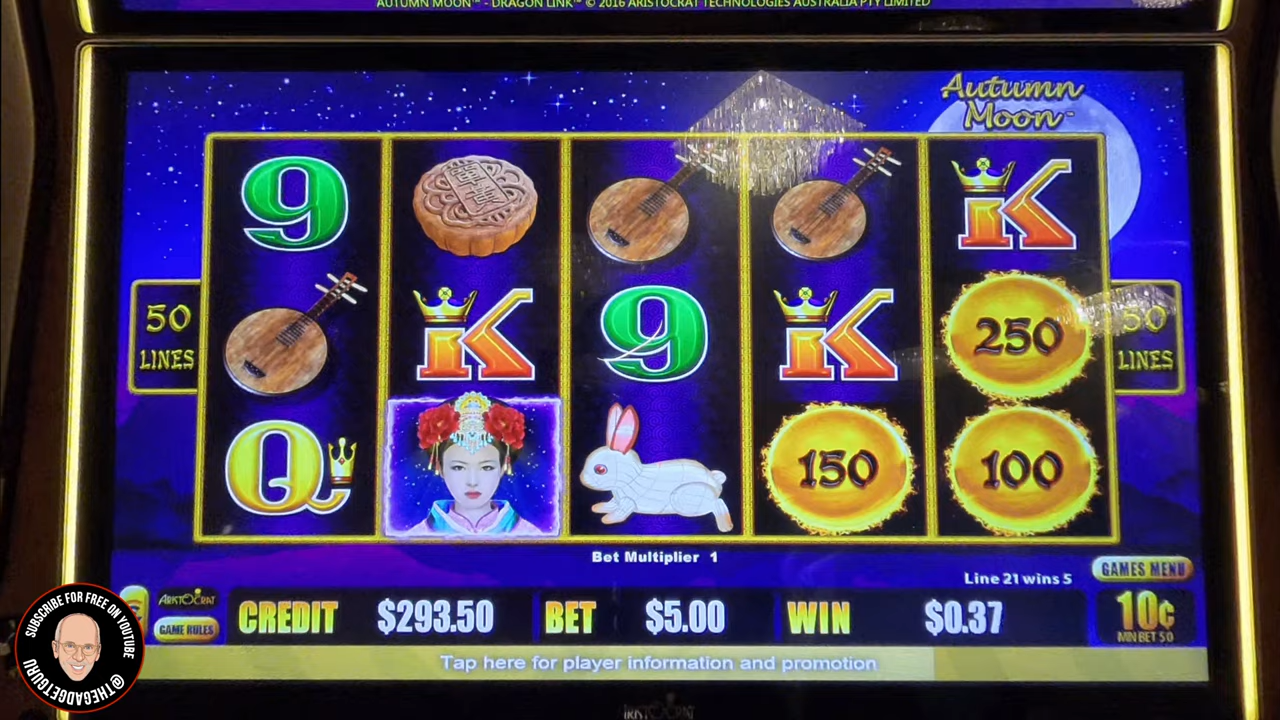 AUTUMN MOON™ - DRAGON LINK™ © 2016 ARISTOCRAT TECHNOLOGIES AUSTRALIA PTY LIMITED
Autumn
Moon™
9
K
50
LINES
K
9
K
250
50
LINES
Q
150
100
Bet Multiplier 1
Line 21 wins 5
GAMES MENU
ARISTOCRAT
GAME RULES
CREDIT $293.50 BET $5.00 WIN $0.37
10¢
MIN BET 50
Tap here for player information and promotion
ARISTOCRAT
SUBSCRIBE FOR FREE ON YOUTUBE
@THEGADGETGURU